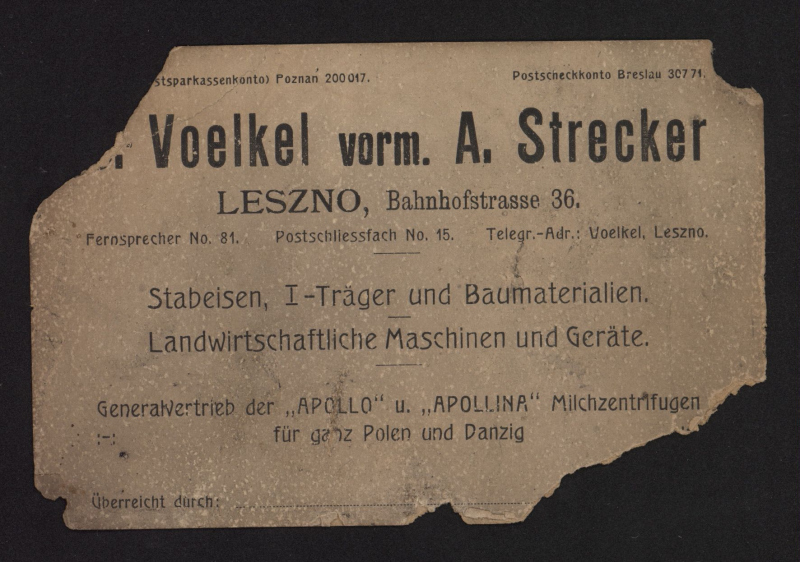 stsparkassenkonto) Poznań 200017. Postscheckkonto Breslau 30771.
. Voelkel vorm. A. Strecker
LESZNO, Bahnhofstrasse 36.
Fernsprecher No. 81. Postschliessfach No. 15. Telegr.-Adr.: Voelkel, Leszno.
Stabeisen, I-Träger und Baumaterialien.
Landwirtschaftliche Maschinen und Geräte.
Generalvertrieb der „APOLLO“ u. „APOLLINA“ Milchzentrifugen
:-: für ganz Polen und Danzig
Überreicht durch: